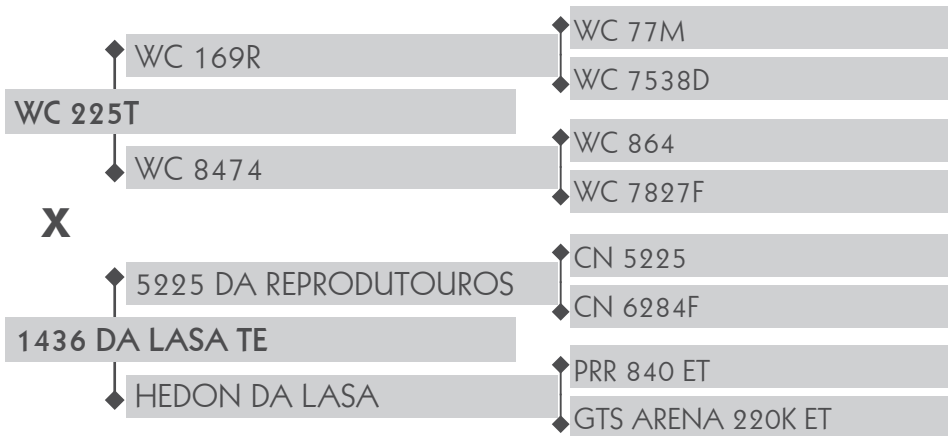 WC 77M
WC 169R
WC 7538D
WC 225T
WC 864
WC 8474
WC 7827F
X
CN 5225
5225 DA REPRODUTOUROS
CN 6284F
1436 DA LASA TE
PRR 840 ET
HEDON DA LASA
GTS ARENA 220K ET